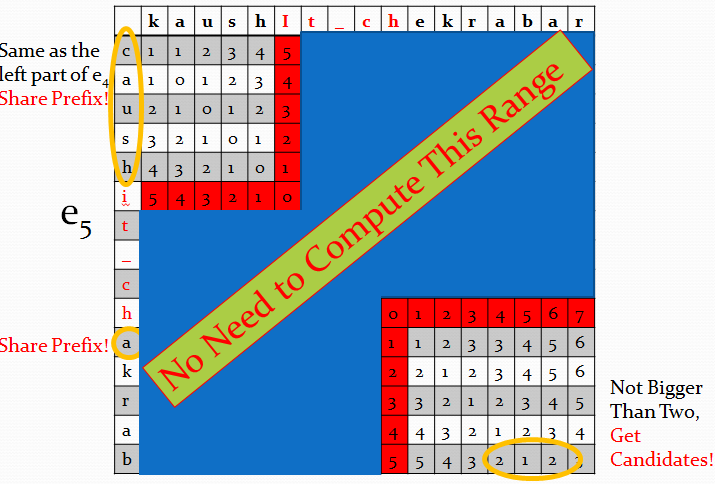 k a u s h I t _ c h e k r a b a r
Same as the
left part of e4
Share Prefix!
c 1 1 2 3 4 5
a 1 0 1 2 3 4
u 2 1 0 1 2 3
s 3 2 1 0 1 2
h 4 3 2 1 0 1
i 5 4 3 2 1 0
e5
t
_
c
No Need to Compute This Range
h 0 1 2 3 4 5 6 7
Share Prefix!
a 1 1 2 3 3 4 5 6
k 2 2 1 2 3 4 5 6
r 3 3 2 1 2 3 4 5
a 4 4 3 2 1 2 3 4
b 5 5 4 3 2 1 2 3
Not Bigger
Than Two,
Get
Candidates!